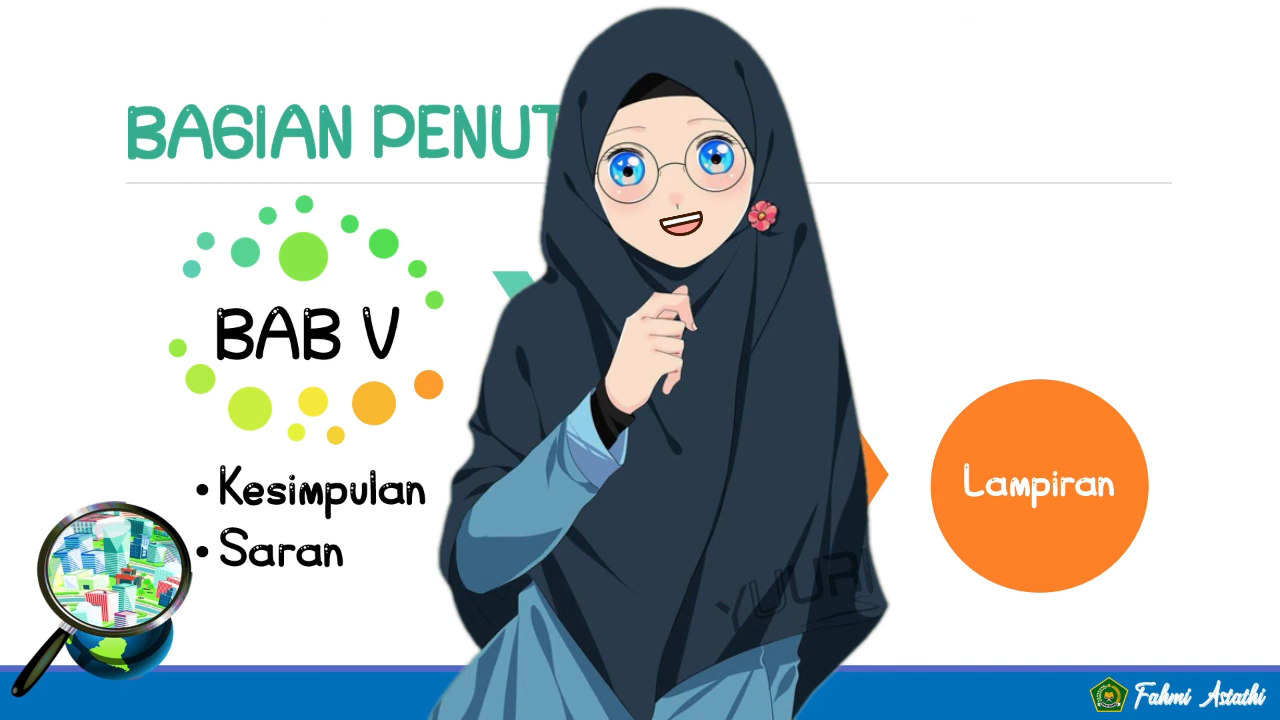 BAGIAN PENUT
BAB V
• Kesimpulan
• Saran
Lampiran
YUURI
Fahmi Astathi